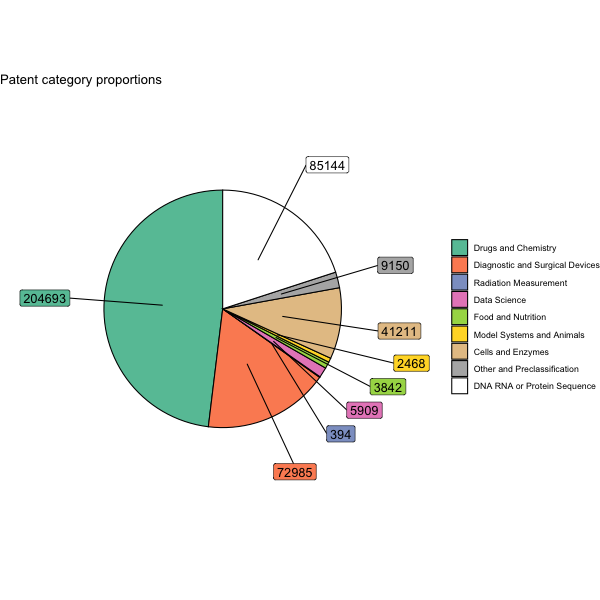 Patent category proportions
85144
9150
204693
41211
2468
3842
5909
394
72985
Drugs and Chemistry
Diagnostic and Surgical Devices
Radiation Measurement
Data Science
Food and Nutrition
Model Systems and Animals
Cells and Enzymes
Other and Preclassification
DNA RNA or Protein Sequence